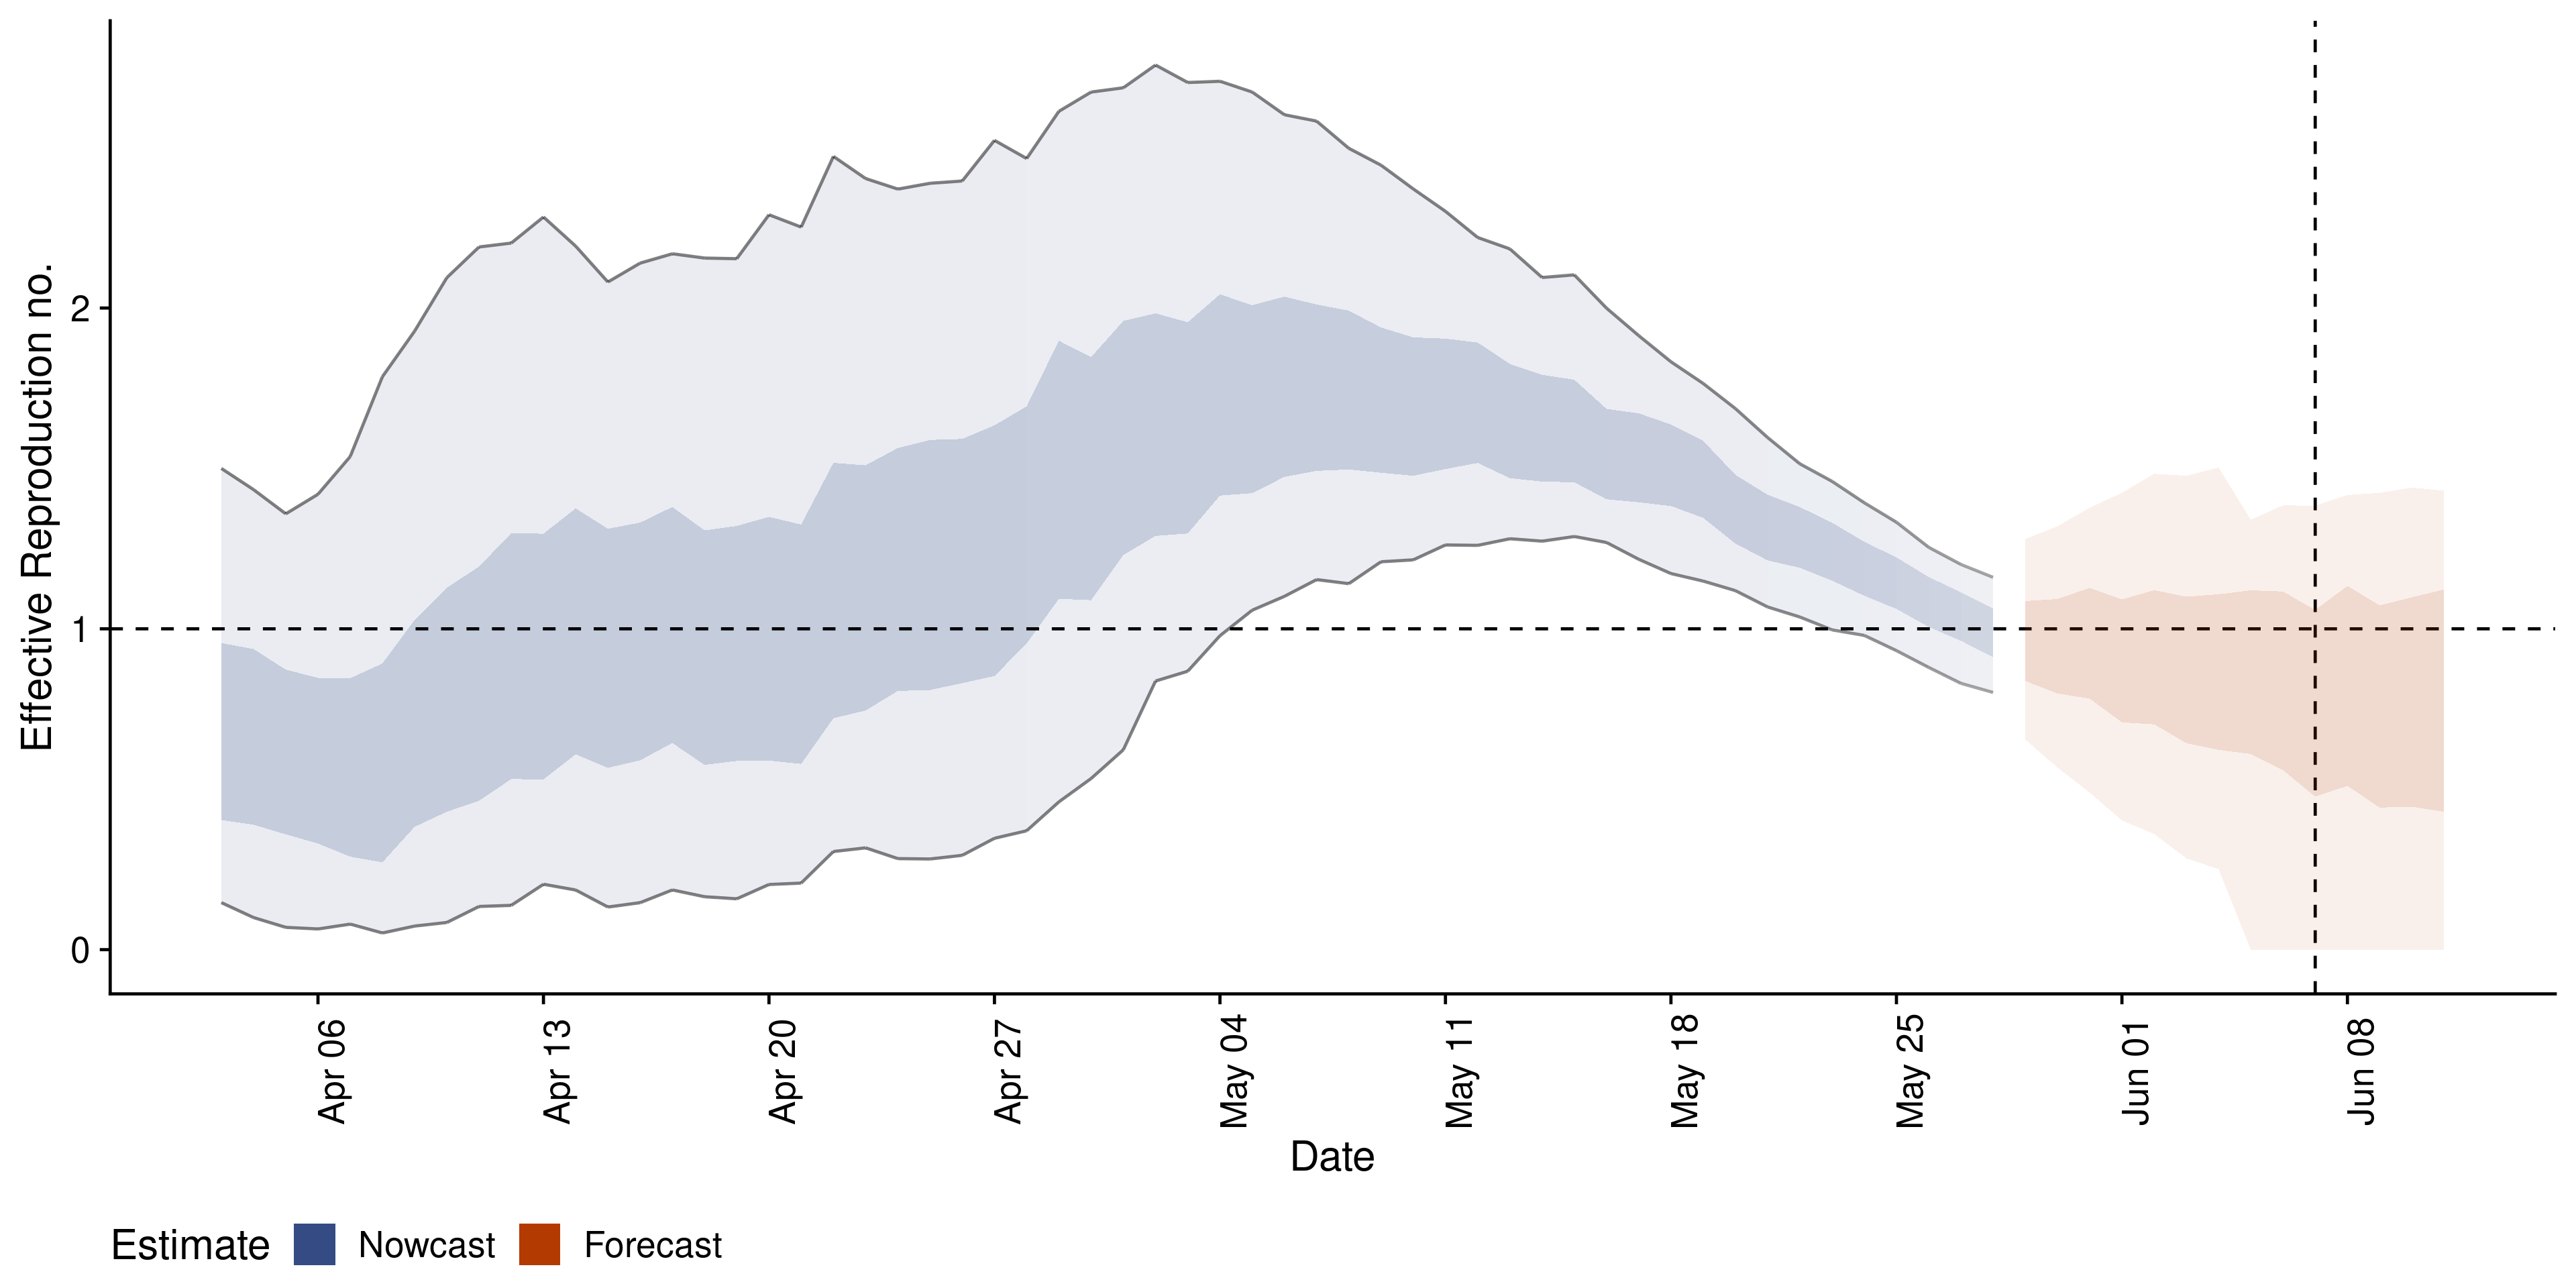 Effective Reproduction no.
2
1
0
Apr 06
Apr 13
Apr 20
Apr 27
May 04
May 11
May 18
May 25
Jun 01
Jun 08
Date
Estimate Nowcast Forecast